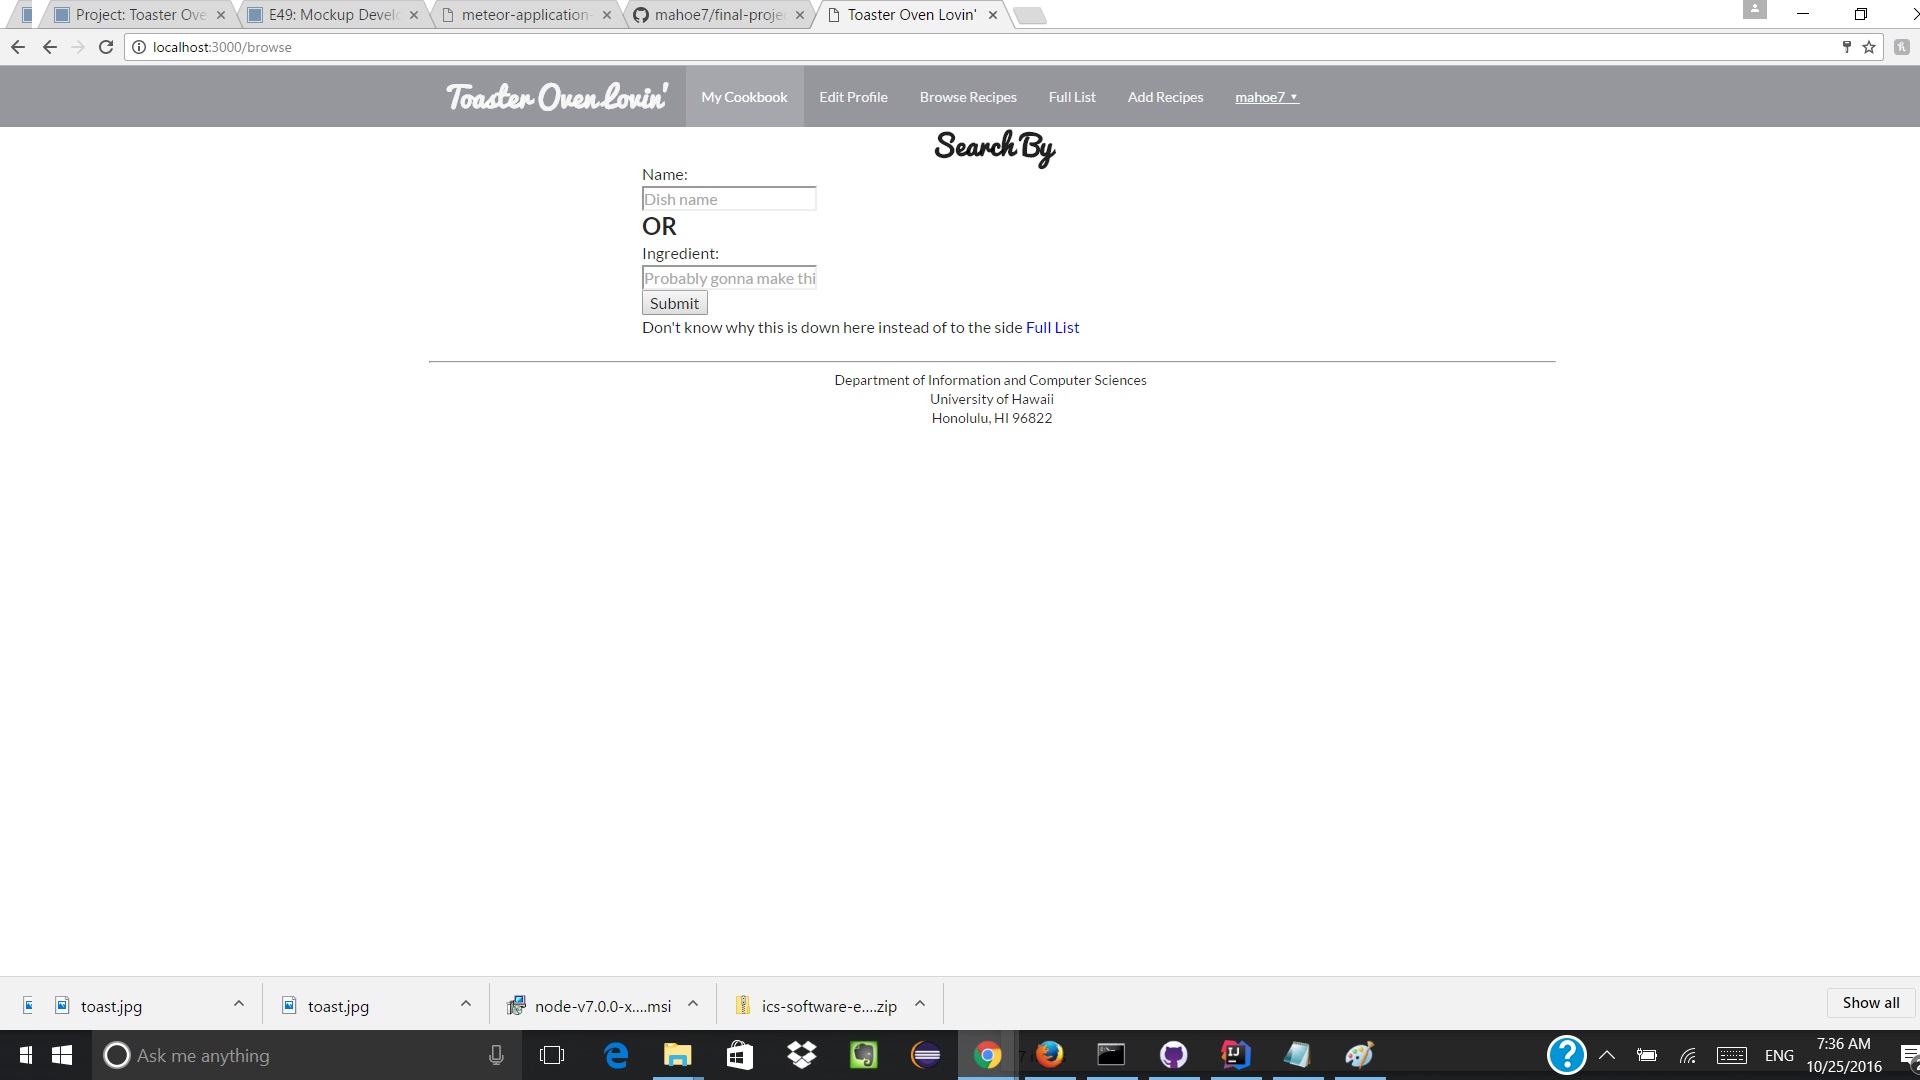 Project: Toaster Ove
E49: Mockup Devel
meteor-application-
mahoe7/final-proje
Toaster Oven Lovin'
localhost:3000/browse
Toaster Oven Lovin' My Cookbook Edit Profile Browse Recipes Full List Add Recipes mahoe7
Search By
Name:
Dish name
OR
Ingredient:
Probably gonna make thi
Submit
Don't know why this is down here instead of to the side Full List
Department of Information and Computer Sciences
University of Hawaii
Honolulu, HI 96822
toast.jpg
toast.jpg
node-v7.0.0-x....msi
ics-software-e....zip
Show all
Ask me anything
ENG
7:36 AM
10/25/2016